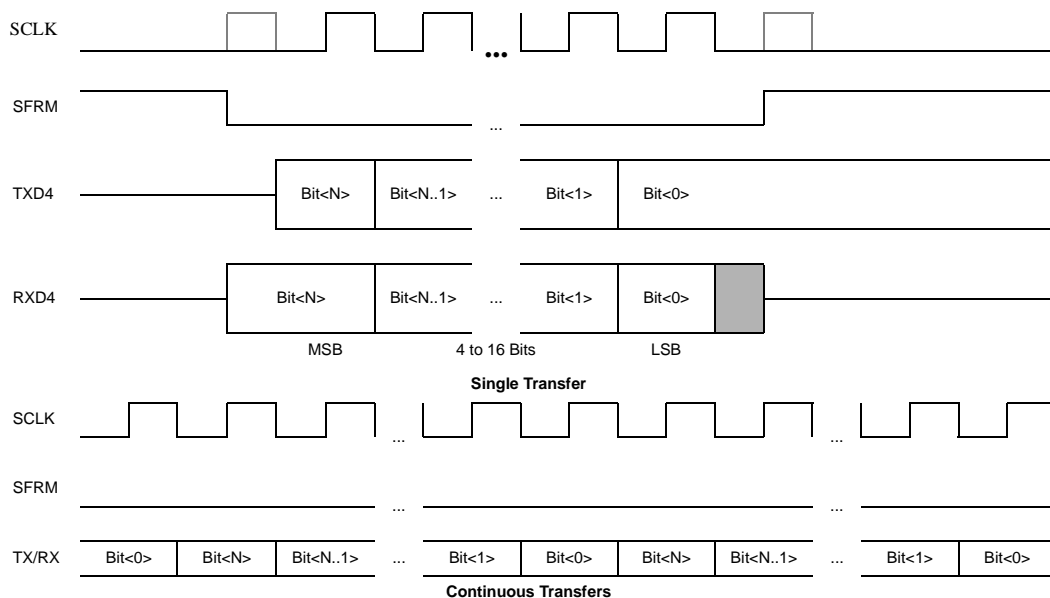 SCLK
...
SFRM
...
TXD4 Bit<N> Bit<N..1> ... Bit<1> Bit<0>
RXD4 Bit<N> Bit<N..1> ... Bit<1> Bit<0>
MSB 4 to 16 Bits LSB
Single Transfer
SCLK
... ...
SFRM
... ...
TX/RX Bit<0> Bit<N> Bit<N..1> ... Bit<1> Bit<0> Bit<N> Bit<N..1> ... Bit<1> Bit<0>
Continuous Transfers